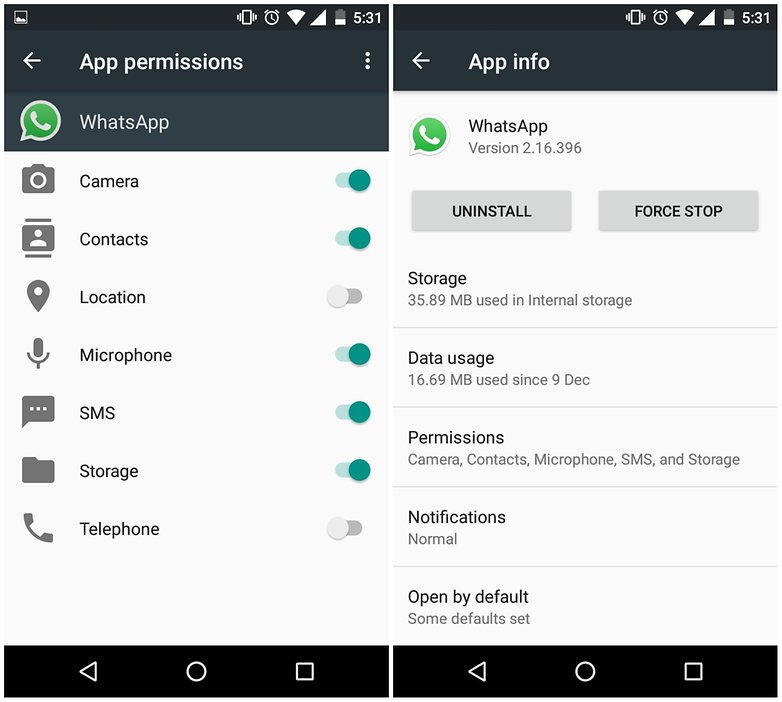 5:31
App permissions
WhatsApp
Camera
Contacts
Location
Microphone
SMS
Storage
Telephone
5:31
App info
WhatsApp
Version 2.16.396
UNINSTALL
FORCE STOP
Storage
35.89 MB used in Internal storage
Data usage
16.69 MB used since 9 Dec
Permissions
Camera, Contacts, Microphone, SMS, and Storage
Notifications
Normal
Open by default
Some defaults set